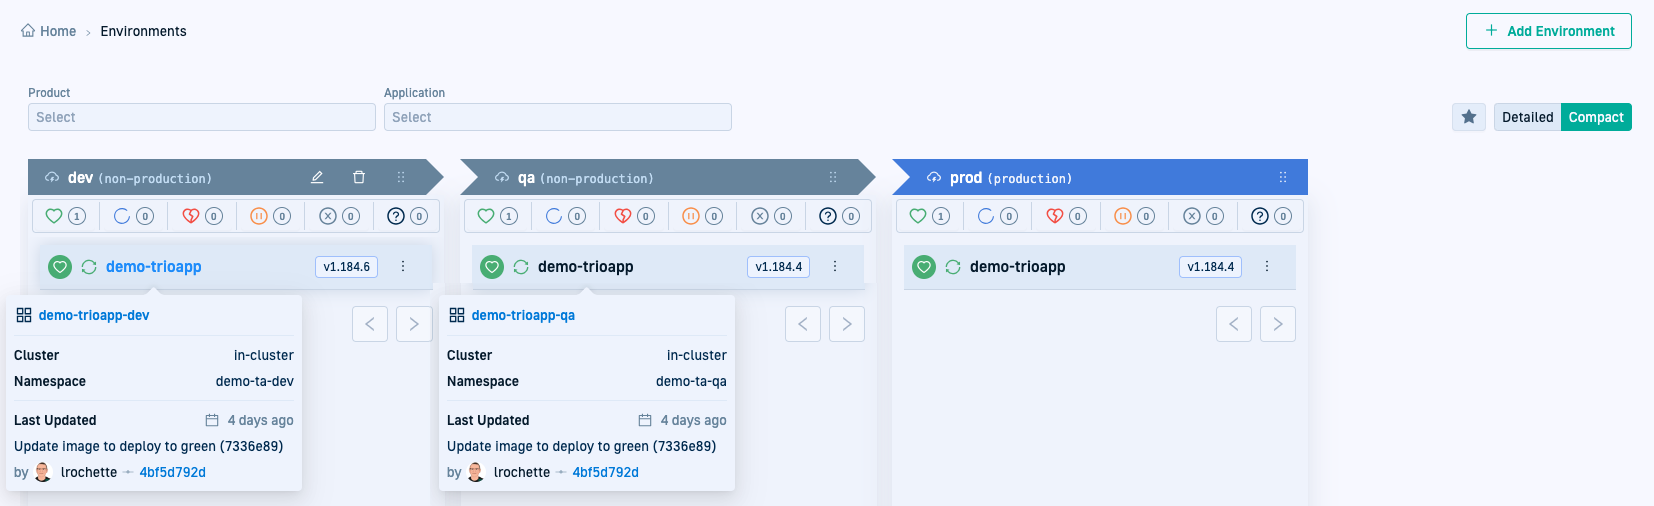 Home › Environments
+ Add Environment
Product
Application
Select
Select
Detailed
Compact
dev (non-production)
qa (non-production)
prod (production)
1 0 0 0 0 0
1 0 0 0 0 0
1 0 0 0 0 0
demo-trioapp v1.184.6
demo-trioapp v1.184.4
demo-trioapp v1.184.4
demo-trioapp-dev
Cluster in-cluster
Namespace demo-ta-dev
Last Updated 4 days ago
Update image to deploy to green (7336e89)
by lrochette 4bf5d792d
demo-trioapp-qa
Cluster in-cluster
Namespace demo-ta-qa
Last Updated 4 days ago
Update image to deploy to green (7336e89)
by lrochette 4bf5d792d